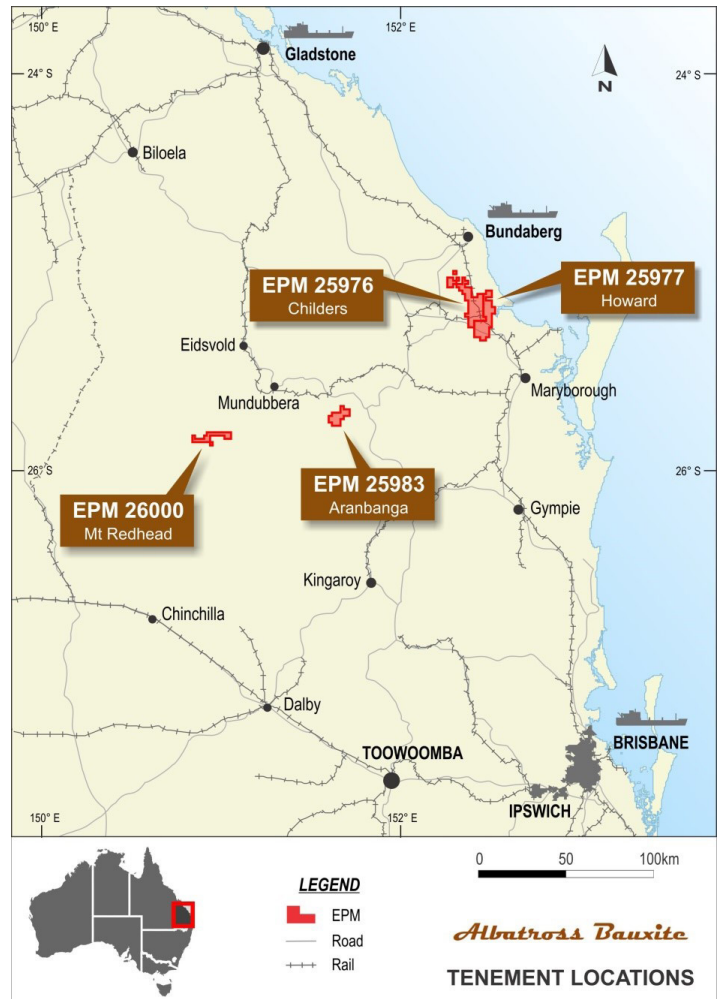 150° E
152° E
Gladstone
24° S
24° S
N
Biloela
Bundaberg
EPM 25976
Childers
EPM 25977
Howard
Eidsvold
Mundubbera
Maryborough
26° S
26° S
EPM 26000
Mt Redhead
EPM 25983
Aranbanga
Gympie
Kingaroy
Chinchilla
Dalby
TOOWOOMBA
BRISBANE
IPSWICH
150° E
152° E
LEGEND
EPM
Road
Rail
0 50 100km
Albatross Bauxite
TENEMENT LOCATIONS